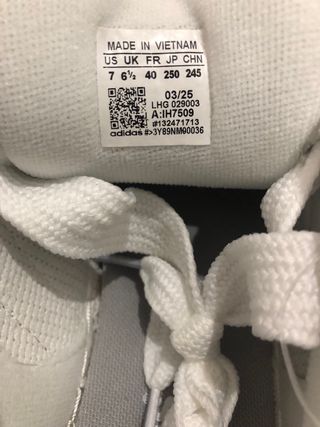 MADE IN VIETNAM
US UK FR JP CHN
7 6½ 40 250 245
03/25
LHG 029003
A:IH7509
#132471713
adidas #>3Y89NM90036